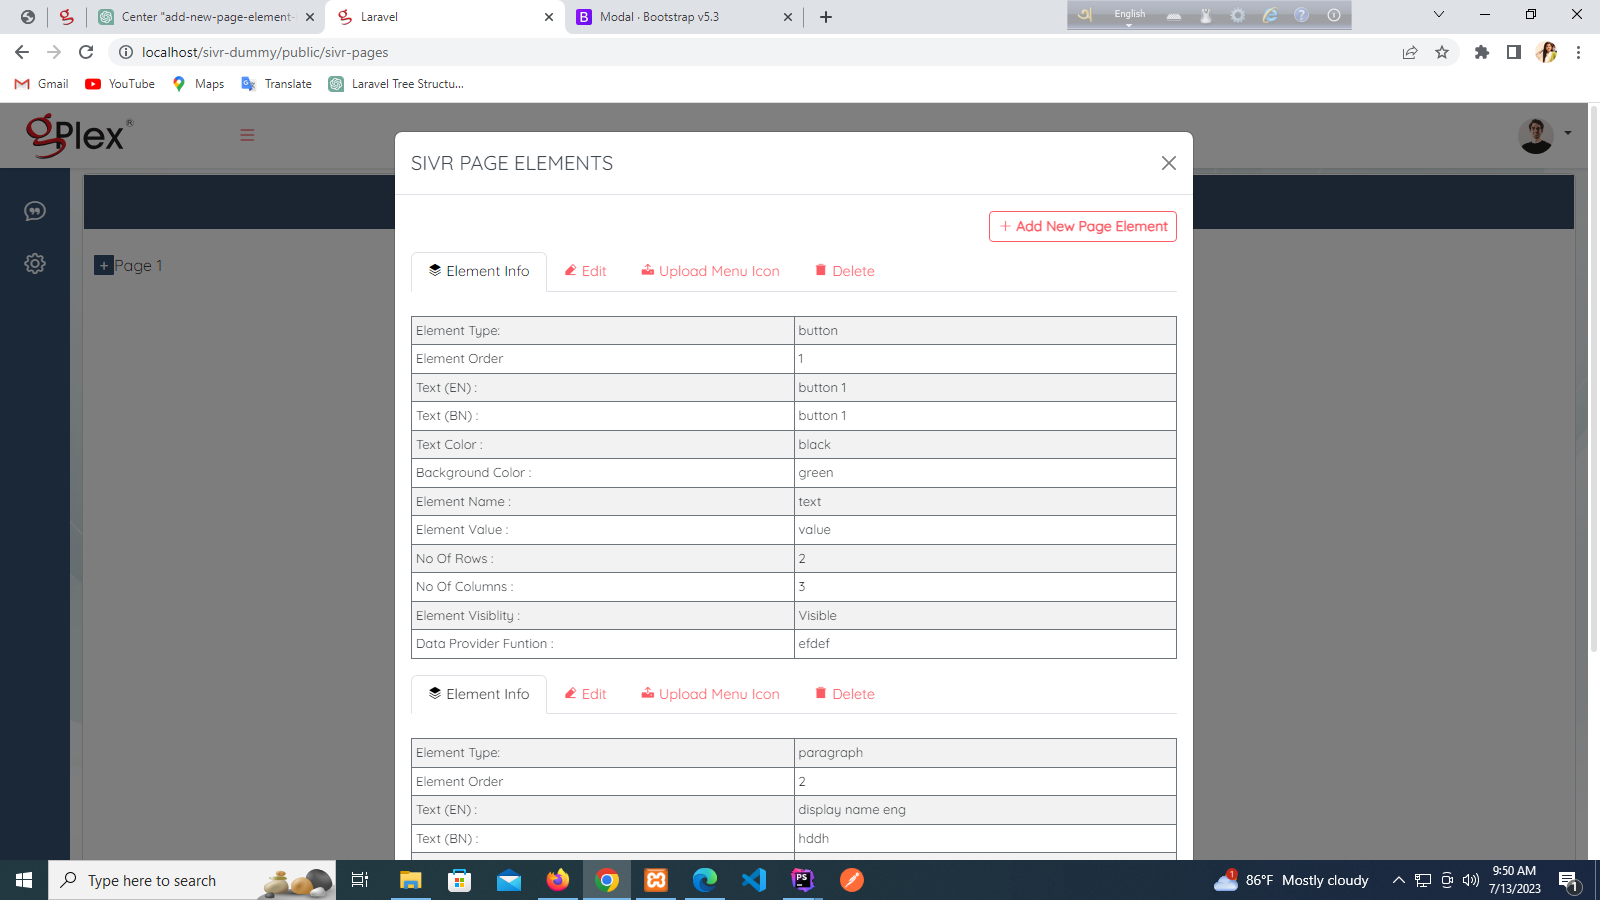 Center "add-new-page-element-
Laravel
Modal · Bootstrap v5.3
English
localhost/sivr-dummy/public/sivr-pages
Gmail
YouTube
Maps
Translate
Laravel Tree Structu...
gPlex®
SIVR PAGE ELEMENTS
Add New Page Element
Page 1
Element Info
Edit
Upload Menu Icon
Delete
Element Type: button
Element Order 1
Text (EN) : button 1
Text (BN) : button 1
Text Color : black
Background Color : green
Element Name : text
Element Value : value
No Of Rows : 2
No Of Columns : 3
Element Visiblity : Visible
Data Provider Funtion : efdef
Element Info
Edit
Upload Menu Icon
Delete
Element Type: paragraph
Element Order 2
Text (EN) : display name eng
Text (BN) : hddh
Type here to search
1
86°F Mostly cloudy
9:50 AM
7/13/2023
1